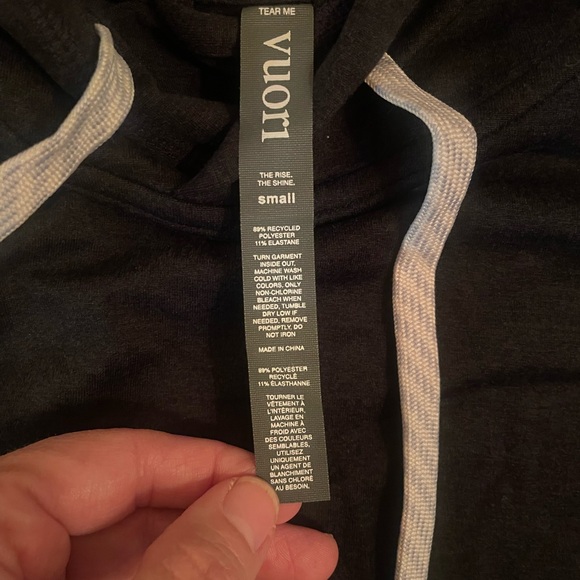 TEAR ME
vuori
THE RISE.
THE SHINE.
small
89% RECYCLED
POLYESTER
11% ELASTANE
TURN GARMENT
INSIDE OUT,
MACHINE WASH
COLD WITH LIKE
COLORS, ONLY
NON-CHLORINE
BLEACH WHEN
NEEDED, TUMBLE
DRY LOW IF
NEEDED, REMOVE
PROMPTLY. DO
NOT IRON
MADE IN CHINA
89% POLYESTER
RECYCLÉ
11% ÉLASTHANNE
TOURNER LE
VÊTEMENT À
L'INTÉRIEUR,
LAVAGE EN
MACHINE À
FROID AVEC
DES COULEURS
SEMBLABLES,
UTILISEZ
UNIQUEMENT
UN AGENT DE
BLANCHIMENT
SANS CHLORE
AU BESOIN.